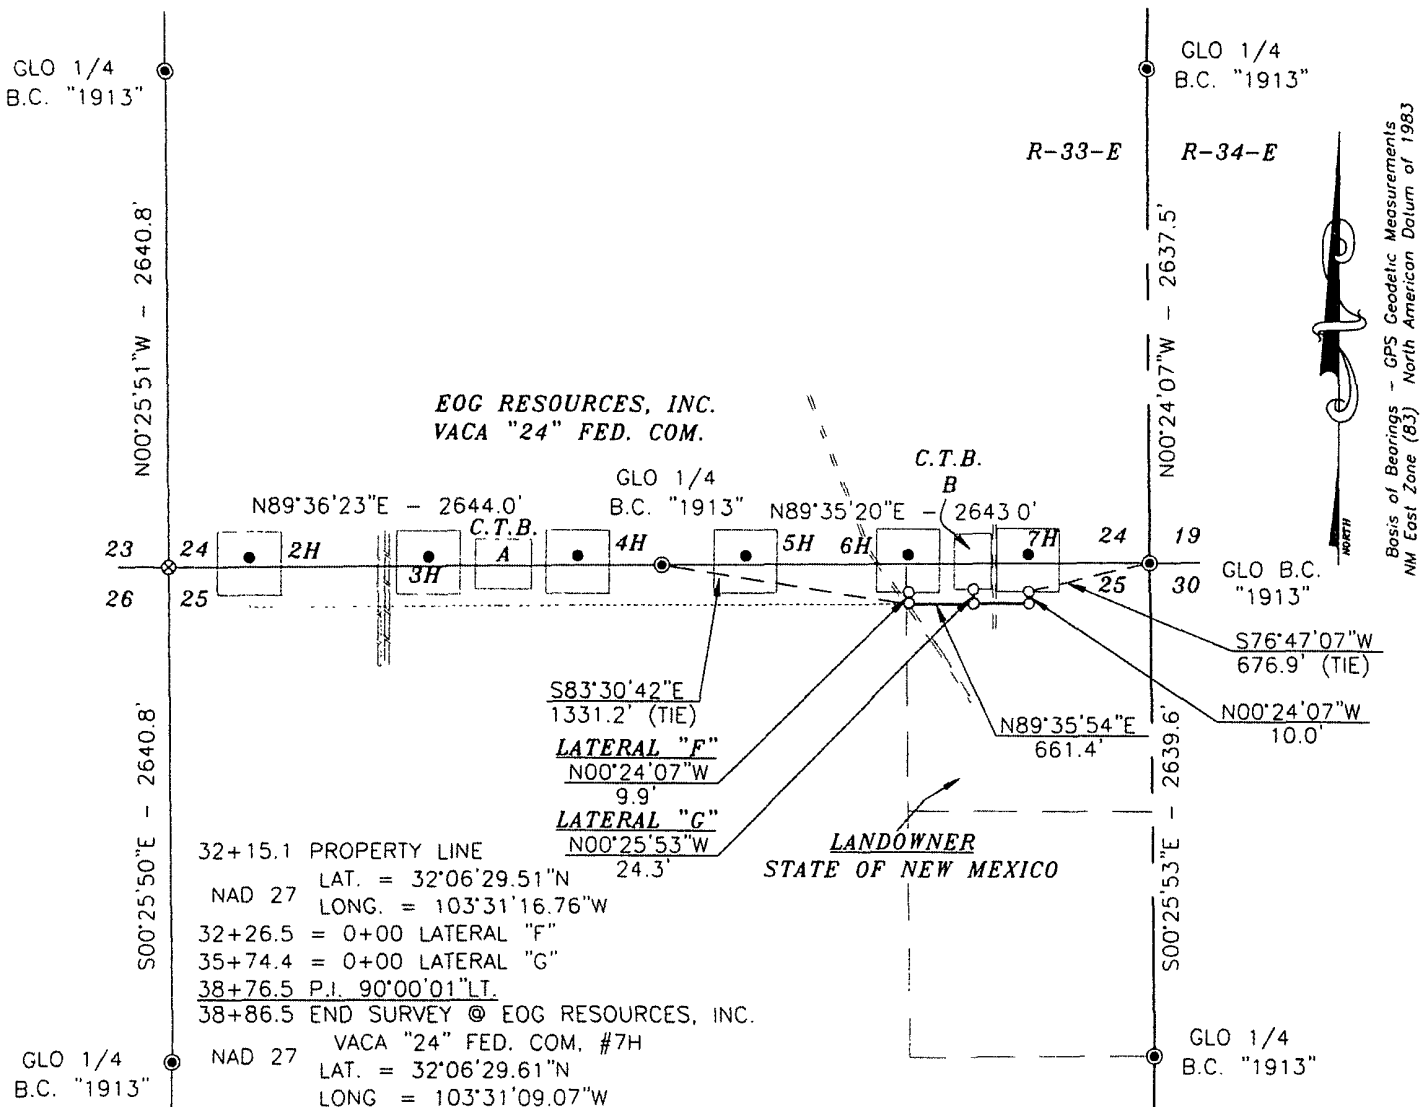 GLO 1/4
B.C. "1913"
GLO 1/4
B.C. "1913"
R-33-E
R-34-E
Basis of Bearings - GPS Geodetic Measurements
NM East Zone (83) North American Datum of 1983
NORTH
N00°25'51"W - 2640.8'
N00°24'07"W - 2637.5'
EOG RESOURCES, INC.
VACA "24" FED. COM.
C.T.B.
B
GLO 1/4
B.C. "1913"
N89°36'23"E - 2644.0'
N89°35'20"E - 2643 0'
C.T.B.
A
23
24
2H
3H
4H
5H
6H
7H
24
19
26
25
25
30
GLO B.C.
"1913"
S76°47'07"W
676.9' (TIE)
S83°30'42"E
1331.2' (TIE)
N89°35'54"E
661.4'
N00°24'07"W
10.0'
LATERAL "F"
N00°24'07"W
9.9'
LATERAL "G"
N00°25'53"W
24.3'
LANDOWNER
STATE OF NEW MEXICO
S00°25'50"E - 2640.8'
S00°25'53"E - 2639.6'
32+15.1 PROPERTY LINE
LAT. = 32°06'29.51"N
NAD 27
LONG. = 103°31'16.76"W
32+26.5 = 0+00 LATERAL "F"
35+74.4 = 0+00 LATERAL "G"
38+76.5 P.I. 90°00'01"LT.
38+86.5 END SURVEY @ EOG RESOURCES, INC.
VACA "24" FED. COM, #7H
NAD 27
LAT. = 32°06'29.61"N
LONG = 103°31'09.07"W
GLO 1/4
B.C. "1913"
GLO 1/4
B.C. "1913"